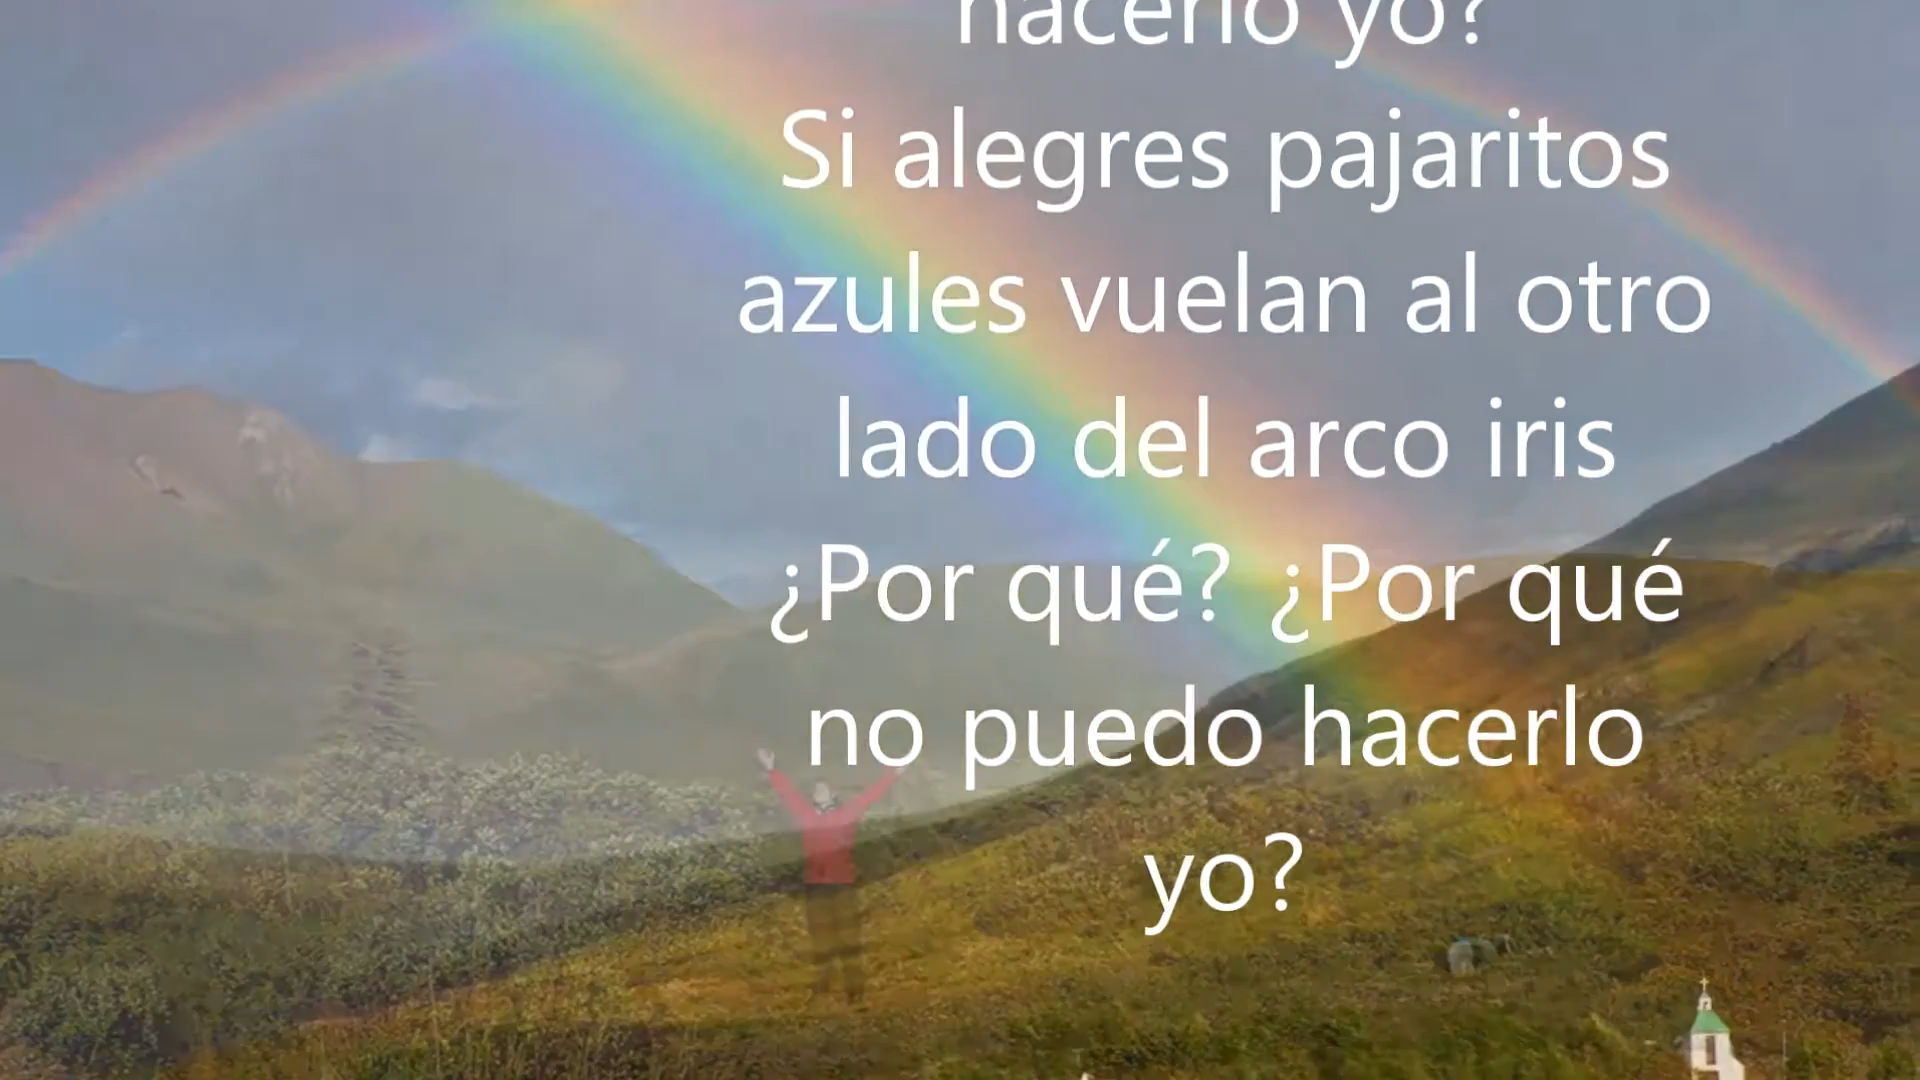 hacerlo yo?
Si alegres pajaritos
azules vuelan al otro
lado del arco iris
¿Por qué? ¿Por qué
no puedo hacerlo
yo?